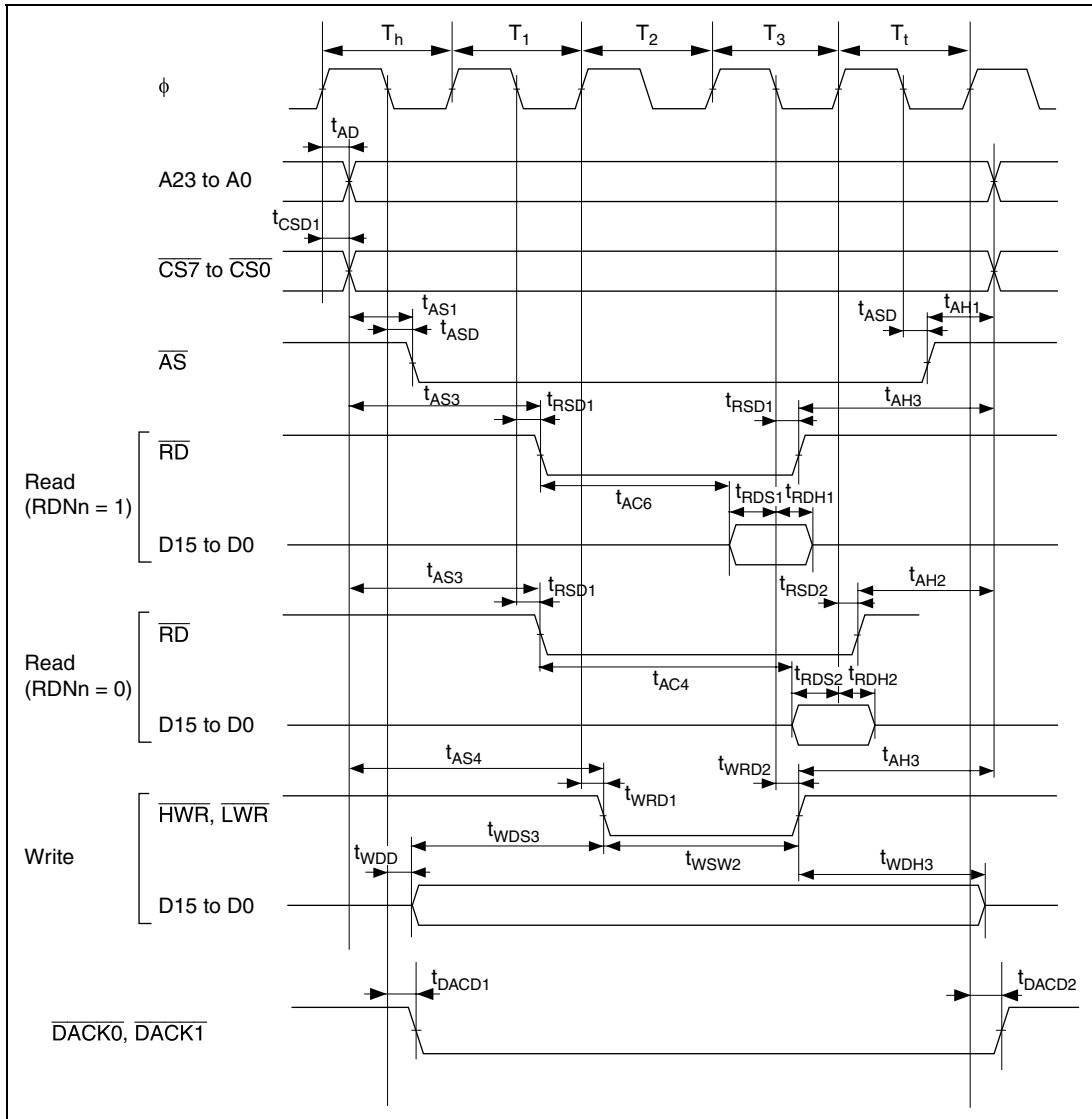 Th T1 T2 T3 Tt
ϕ
tAD
A23 to A0
tCSD1
CS7 to CS0
tAS1
tASD
tASD
tAH1
AS
tAS3
tRSD1
tRSD1
tAH3
RD
Read
(RDNn = 1)
tAC6
tRDS1
tRDH1
D15 to D0
tAS3
tRSD1
tRSD2
tAH2
RD
Read
(RDNn = 0)
tAC4
tRDS2
tRDH2
D15 to D0
tAS4
tWRD1
tWRD2
tAH3
HWR, LWR
Write
tWDD
tWDS3
tWSW2
tWDH3
D15 to D0
tDACD1
tDACD2
DACK0, DACK1